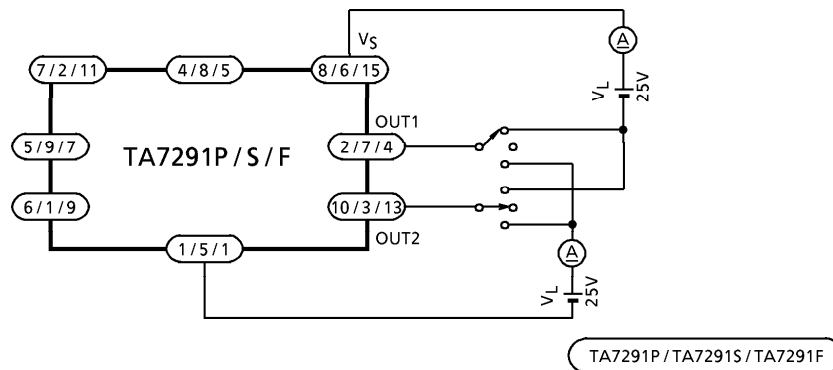 VS
7 / 2 / 11
4 / 8 / 5
8 / 6 / 15
A
VL
25V
OUT1
5 / 9 / 7
TA7291P / S / F
2 / 7 / 4
6 / 1 / 9
10 / 3 / 13
OUT2
1 / 5 / 1
A
VL
25V
TA7291P / TA7291S / TA7291F